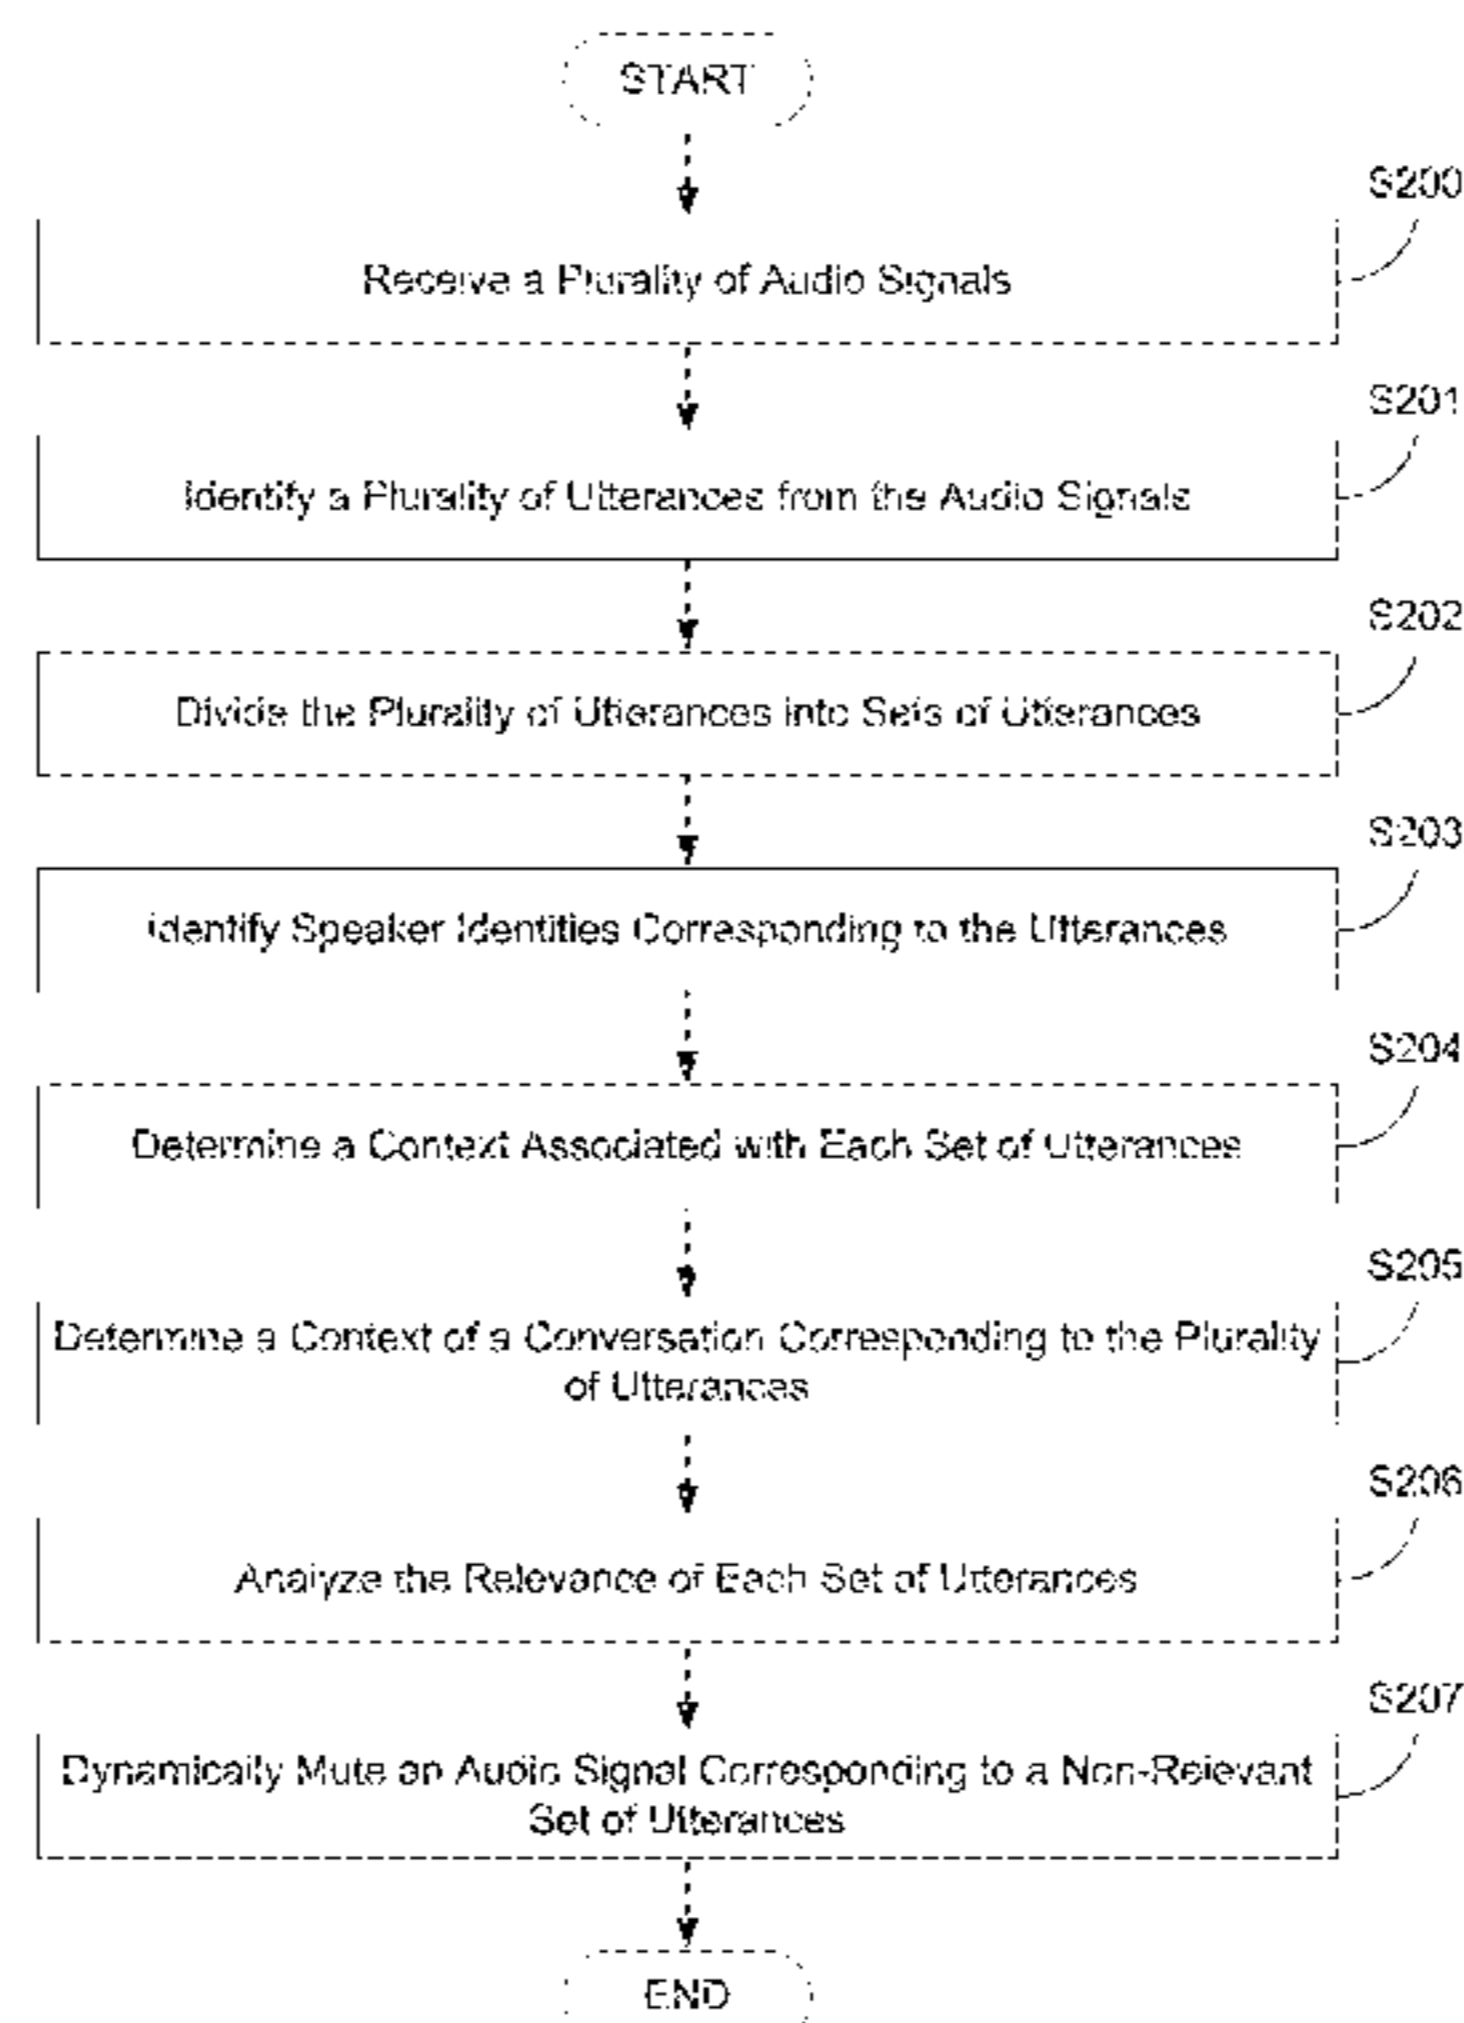 START
S200
Receive a Plurality of Audio Signals
S201
Identify a Plurality of Utterances from the Audio Signals
S202
Divide the Plurality of Utterances into Sets of Utterances
S203
Identify Speaker Identities Corresponding to the Utterances
S204
Determine a Context Associated with Each Set of Utterances
S205
Determine a Context of a Conversation Corresponding to the Plurality
of Utterances
S206
Analyze the Relevance of Each Set of Utterances
S207
Dynamically Mute an Audio Signal Corresponding to a Non-Relevant
Set of Utterances
END